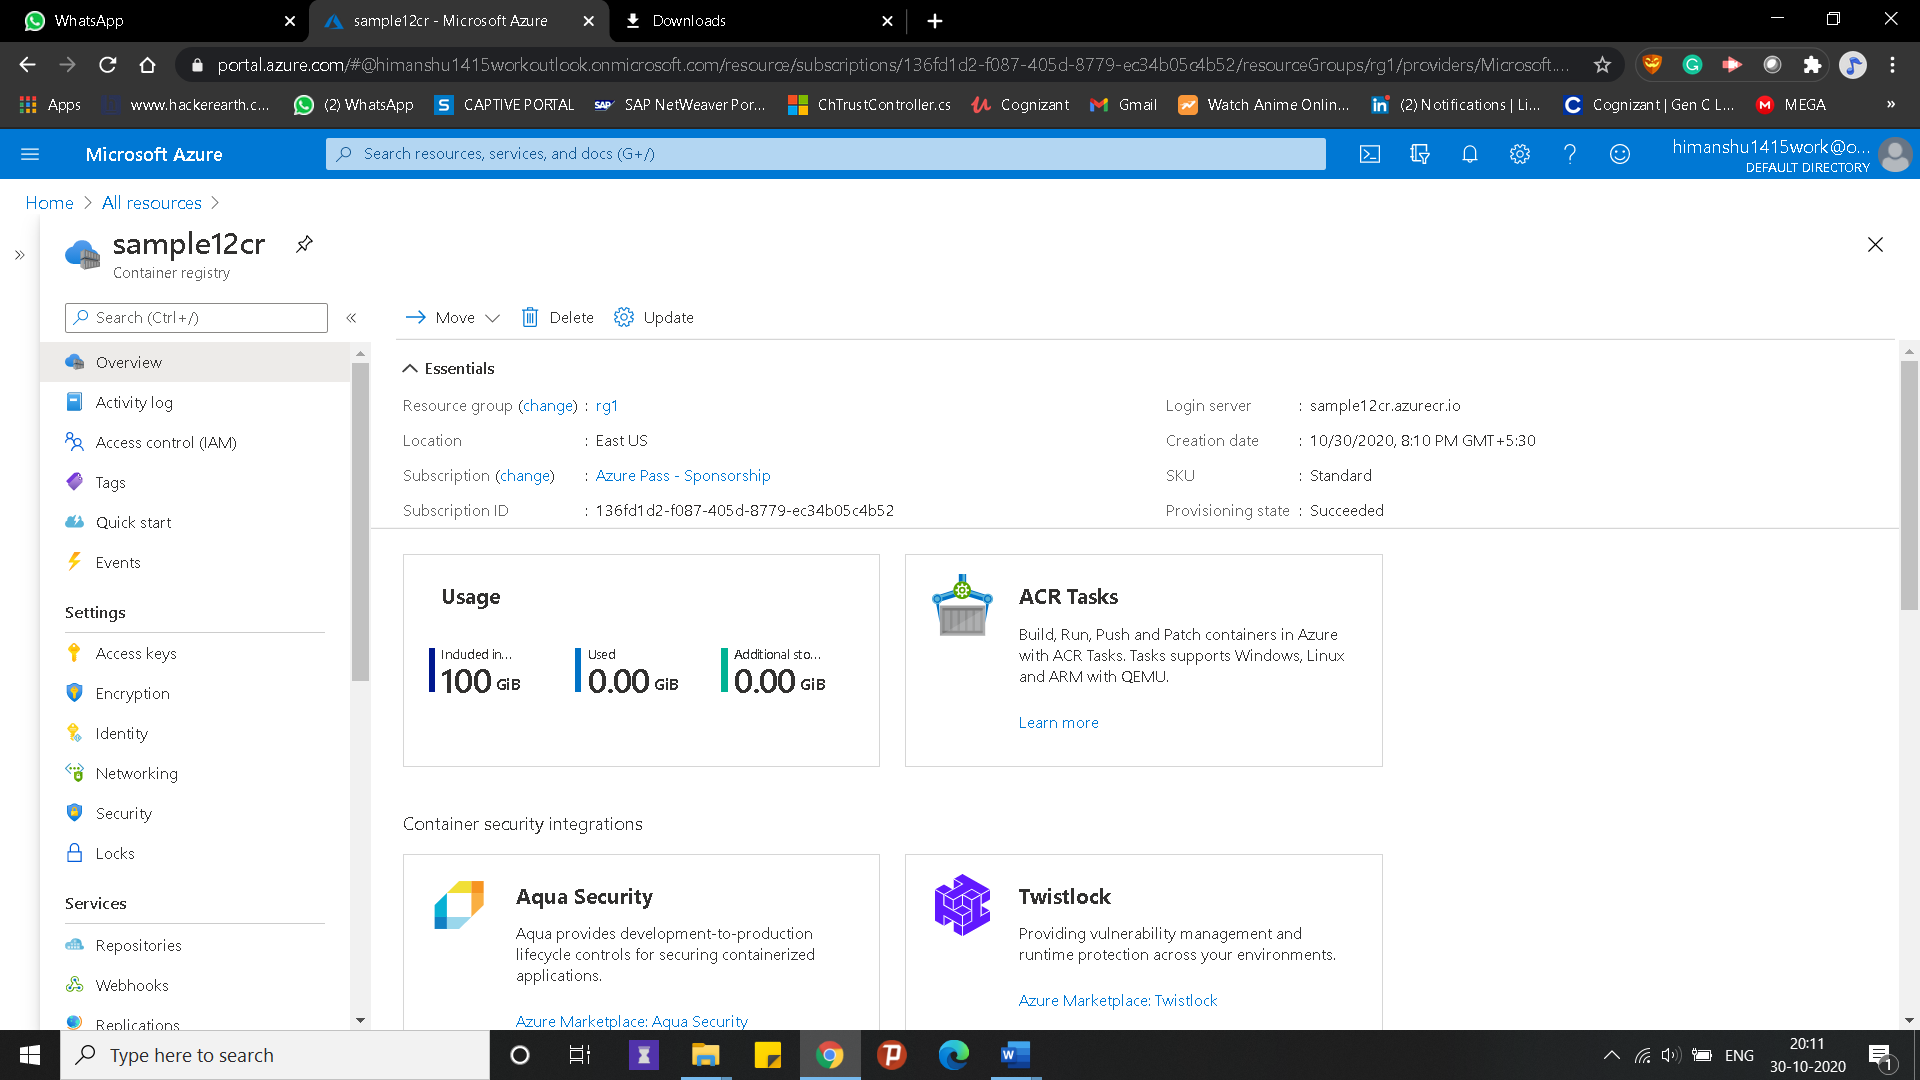 WhatsApp
sample12cr - Microsoft Azure
Downloads
portal.azure.com/#@himanshu1415workoutlook.onmicrosoft.com/resource/subscriptions/136fd1d2-f087-405d-8779-ec34b05c4b52/resourceGroups/rg1/providers/Microsoft....
Apps
www.hackerearth.c...
(2) WhatsApp
CAPTIVE PORTAL
SAP NetWeaver Por...
ChTrustController.cs
Cognizant
Gmail
Watch Anime Onlin...
(2) Notifications | Li...
Cognizant | Gen C L...
MEGA
»
Microsoft Azure
Search resources, services, and docs (G+/)
himanshu1415work@o...
DEFAULT DIRECTORY
Home > All resources >
sample12cr
Container registry
Search (Ctrl+/)
Move
Delete
Update
Overview
Activity log
Access control (IAM)
Tags
Quick start
Events
Settings
Access keys
Encryption
Identity
Networking
Security
Locks
Services
Repositories
Webhooks
Replications
Essentials
Resource group (change) : rg1
Location : East US
Subscription (change) : Azure Pass - Sponsorship
Subscription ID : 136fd1d2-f087-405d-8779-ec34b05c4b52
Login server : sample12cr.azurecr.io
Creation date : 10/30/2020, 8:10 PM GMT+5:30
SKU : Standard
Provisioning state : Succeeded
Usage
Included in...
100 GiB
Used
0.00 GiB
Additional sto...
0.00 GiB
ACR Tasks
Build, Run, Push and Patch containers in Azure
with ACR Tasks. Tasks supports Windows, Linux
and ARM with QEMU.
Learn more
Container security integrations
Aqua Security
Aqua provides development-to-production
lifecycle controls for securing containerized
applications.
Azure Marketplace: Aqua Security
Twistlock
Providing vulnerability management and
runtime protection across your environments.
Azure Marketplace: Twistlock
Type here to search
ENG
20:11
30-10-2020
1